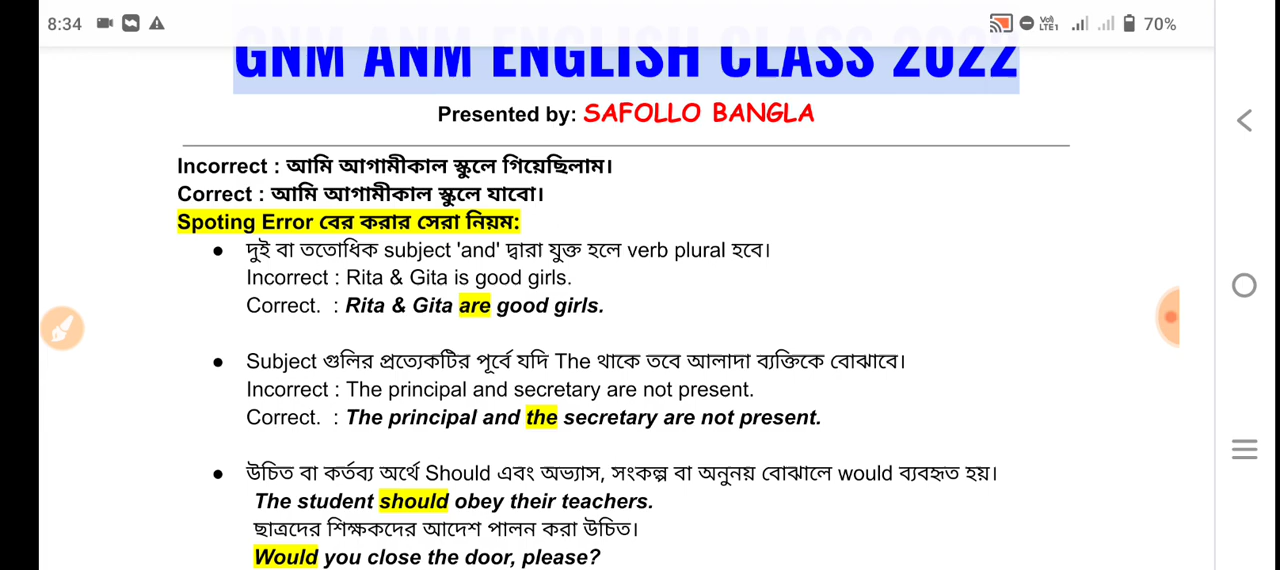 8:34 Vo) LTE1 70%
GNM ANM ENGLISH CLASS 2022
Presented by: SAFOLLO BANGLA
Incorrect : আমি আগামীকাল স্কুলে গিয়েছিলাম।
Correct : আমি আগামীকাল স্কুলে যাবো।
Spoting Error বের করার সেরা নিয়ম:
● দুই বা ততোধিক subject 'and' দ্বারা যুক্ত হলে verb plural হবে।
Incorrect : Rita & Gita is good girls.
Correct. : Rita & Gita are good girls.
● Subject গুলির প্রত্যেকটির পূর্বে যদি The থাকে তবে আলাদা ব্যক্তিকে বোঝাবে।
Incorrect : The principal and secretary are not present.
Correct. : The principal and the secretary are not present.
● উচিত বা কর্তব্য অর্থে Should এবং অভ্যাস, সংকল্প বা অনুনয় বোঝালে would ব্যবহৃত হয়।
The student should obey their teachers.
ছাত্রদের শিক্ষকদের আদেশ পালন করা উচিত।
Would you close the door, please?